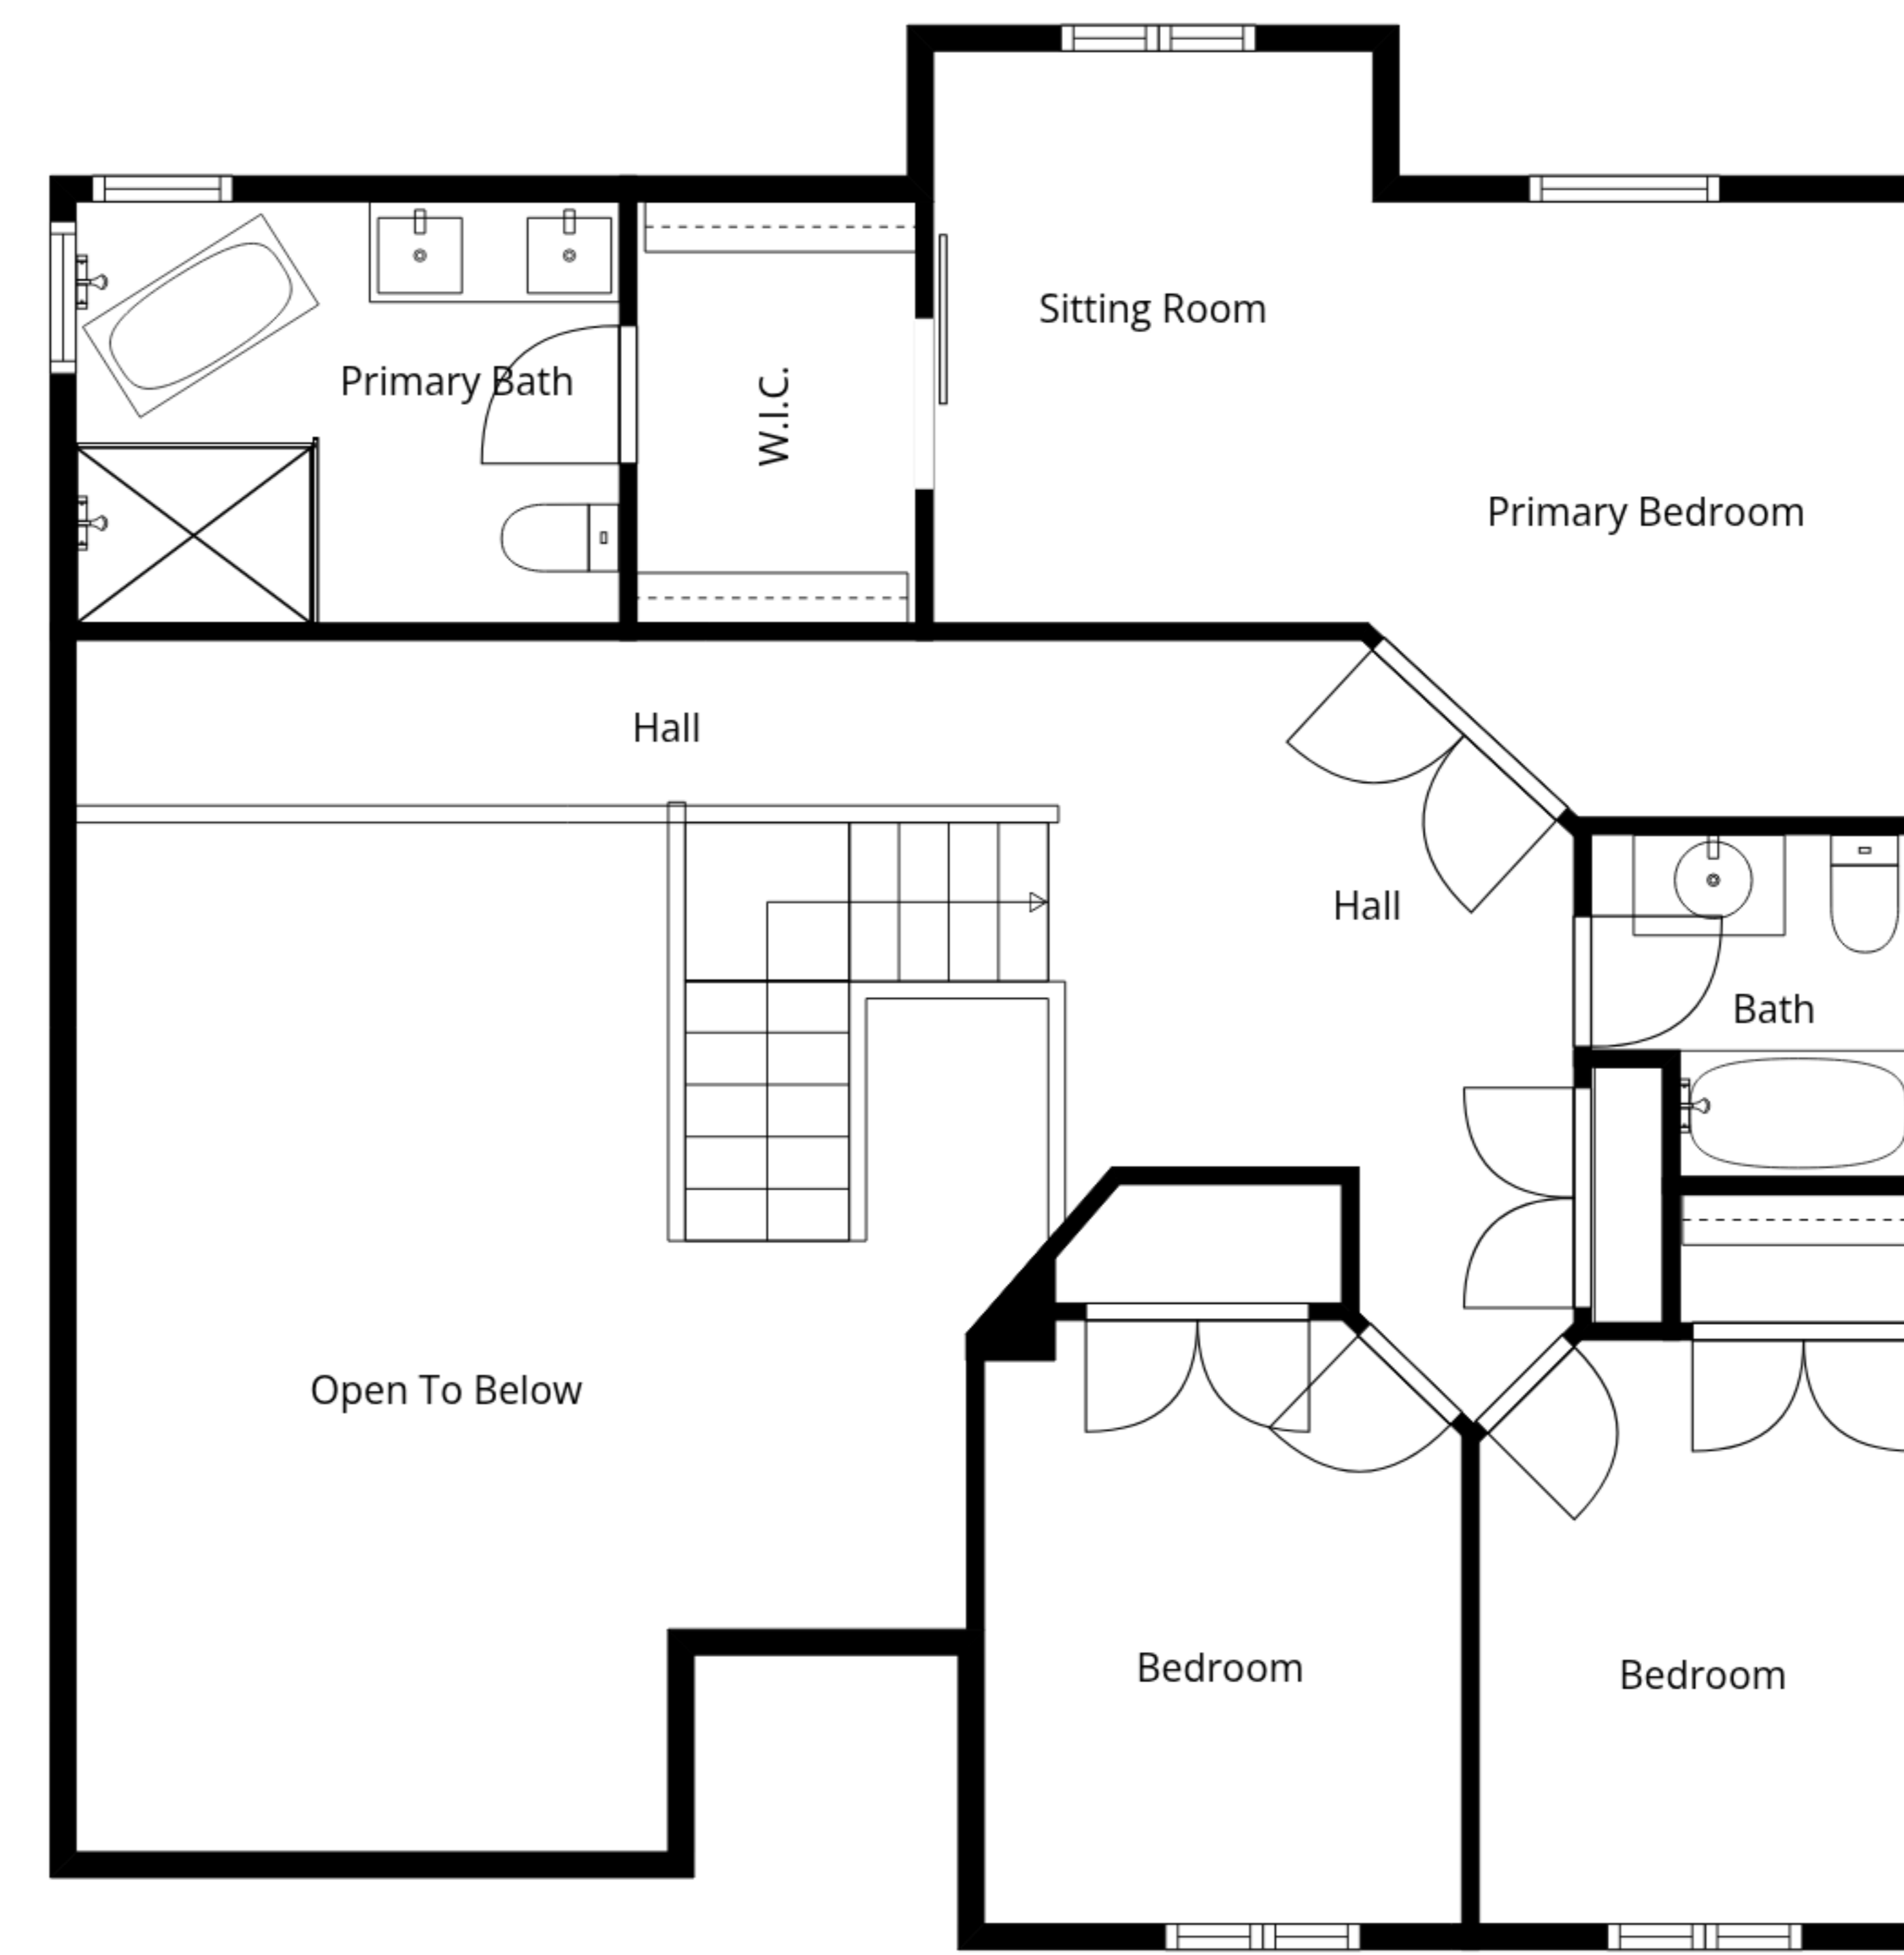 Sitting Room
Primary Bath
W.I.C.
Primary Bedroom
Hall
Hall
Bath
Open To Below
Bedroom
Bedroom